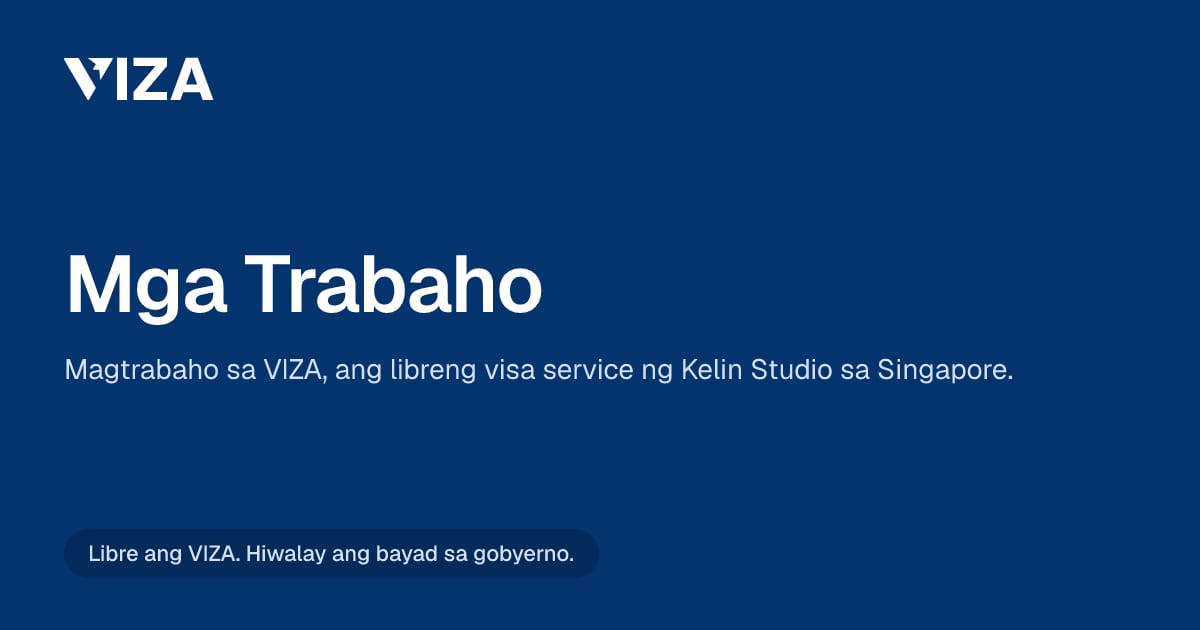 VIZA
Mga Trabaho
Magtrabaho sa VIZA, ang libreng visa service ng Kelin Studio sa Singapore.
Libre ang VIZA. Hiwalay ang bayad sa gobyerno.